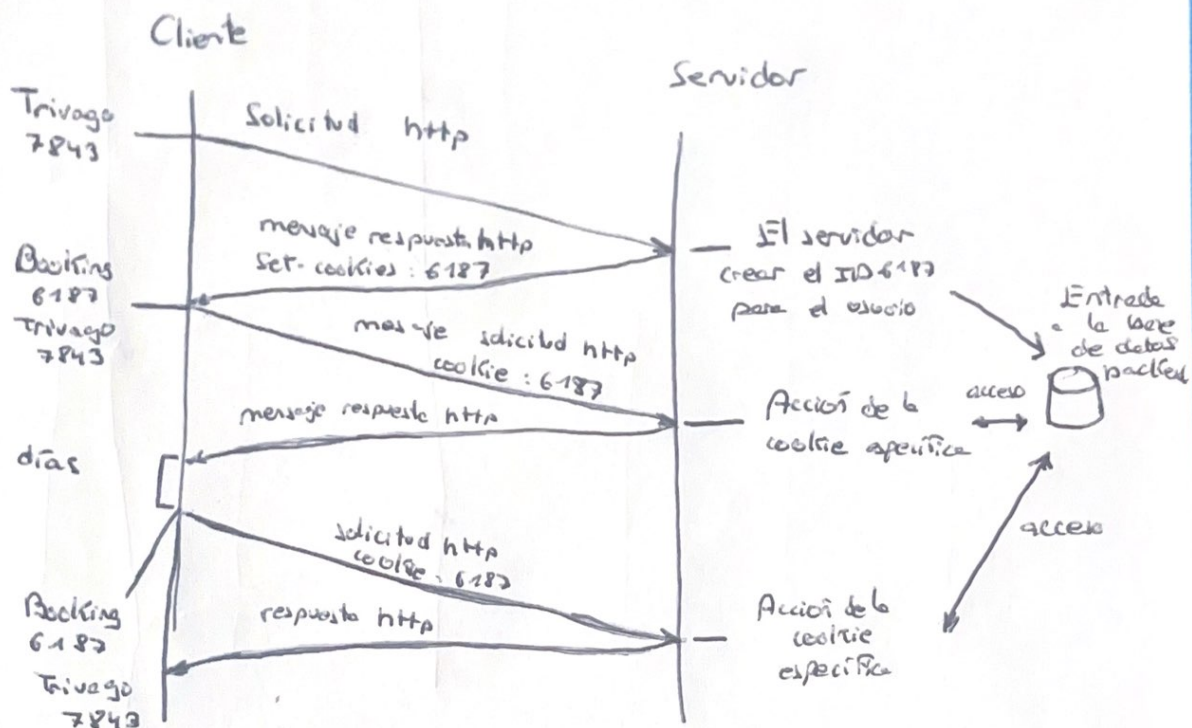 Cliente
Servidor
Trivago
7843
Solicitud http
mensaje respuesta http
Set-cookies : 6187
El servidor
crear el ID 6187
para el usuario
Booking
6187
Trivago
7843
mensaje solicitud http
cookie : 6187
Entrada
a la base
de datos
backend
mensaje respuesta http
Acción de la
cookie específica
acceso
días
solicitud http
cookie : 6187
acceso
Booking
6187
Trivago
7843
respuesta http
Acción de la
cookie
específica